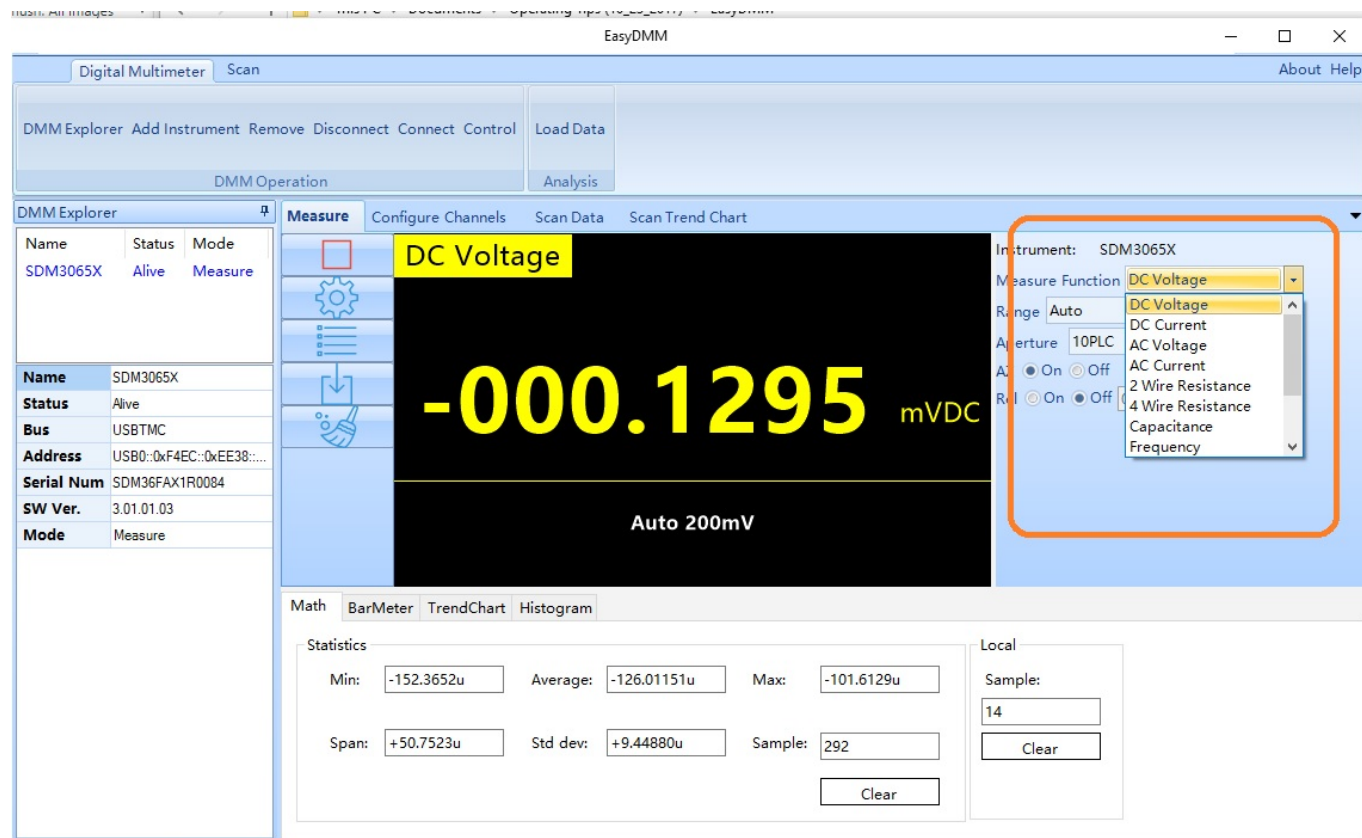 EasyDMM
Digital Multimeter Scan About Help
DMM Explorer Add Instrument Remove Disconnect Connect Control Load Data
DMM Operation Analysis
DMM Explorer
Name Status Mode
SDM3065X Alive Measure
Name SDM3065X
Status Alive
Bus USBTMC
Address USB0::0xF4EC::0xEE38::...
Serial Num SDM36FAX1R0084
SW Ver. 3.01.01.03
Mode Measure
Measure Configure Channels Scan Data Scan Trend Chart
DC Voltage
-000.1295 mVDC
Auto 200mV
Instrument: SDM3065X
Measure Function DC Voltage
Range Auto
Aperture 10PLC
On Off
On Off
DC Voltage
DC Current
AC Voltage
AC Current
2 Wire Resistance
4 Wire Resistance
Capacitance
Frequency
Math BarMeter TrendChart Histogram
Statistics
Min: -152.3652u Average: -126.01151u Max: -101.6129u
Span: +50.7523u Std dev: +9.44880u Sample: 292
Clear
Local
Sample:
14
Clear